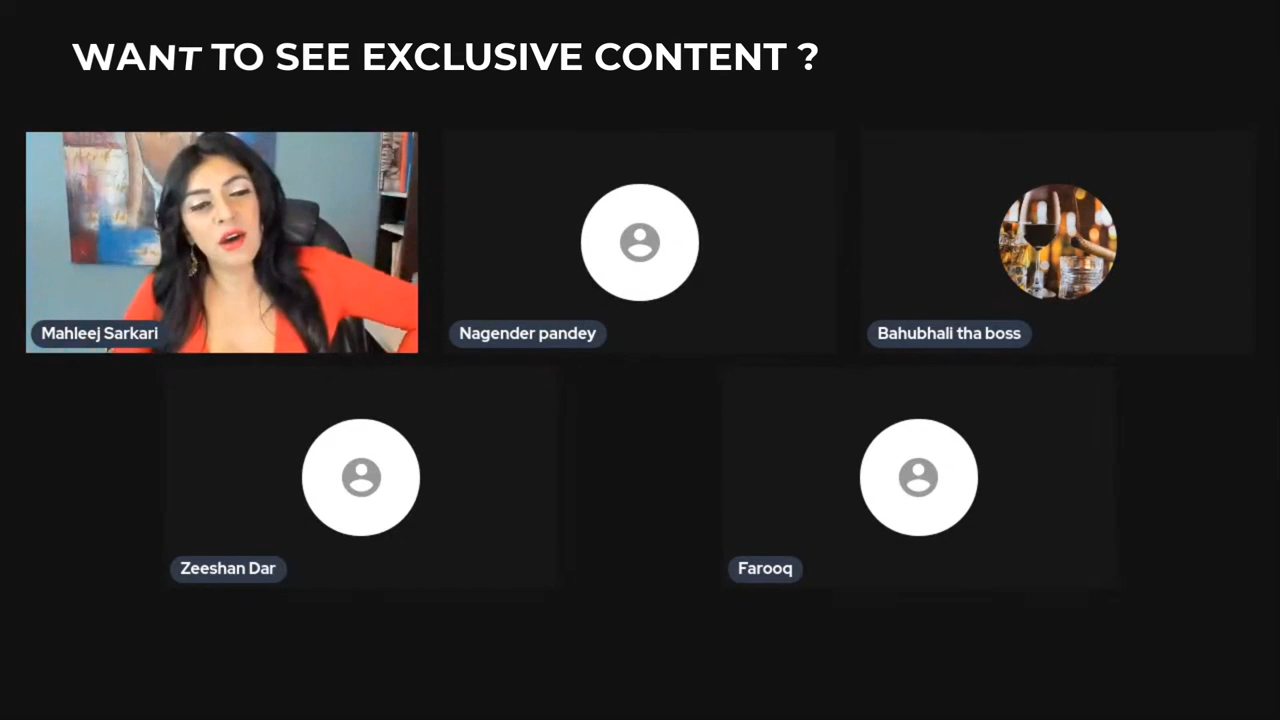 WANT TO SEE EXCLUSIVE CONTENT ?
Mahleej Sarkari
Nagender pandey
Bahubhali tha boss
Zeeshan Dar
Farooq